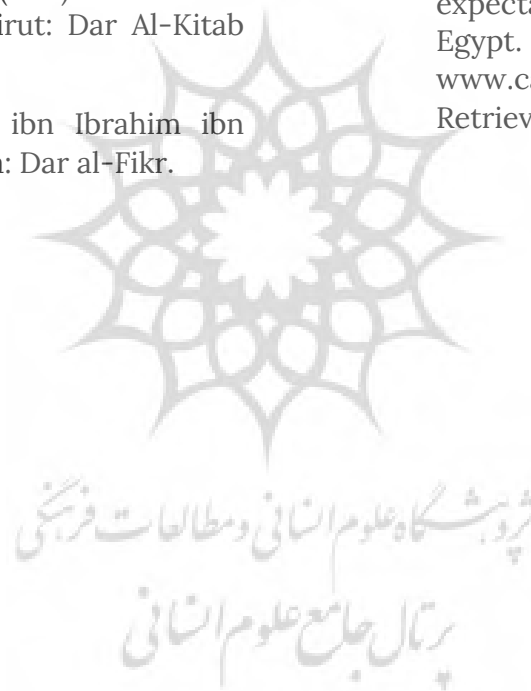 irut: Dar Al-Kitab
ibn Ibrahim ibn
: Dar al-Fikr.
expecta
Egypt.
www.ca
Retriev
پژوهشگاه علوم انسانی و مطالعات فرهنگی
پرتال جامع علوم انسانی